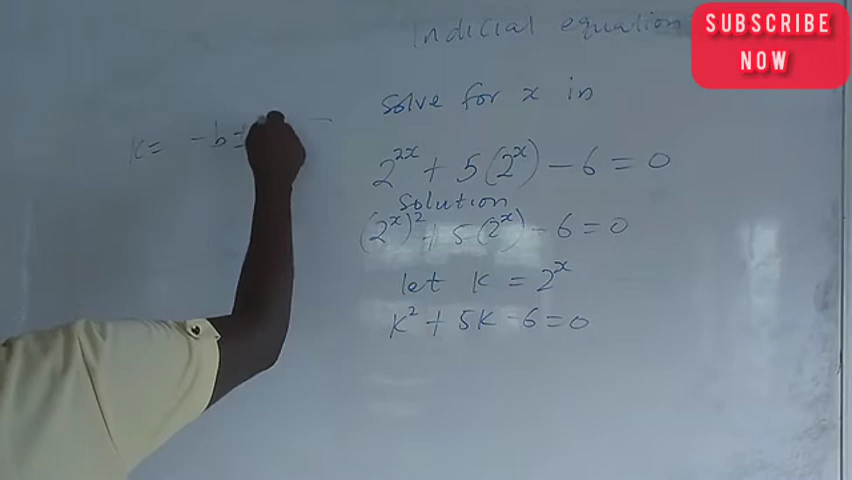 Indicial equation
SUBSCRIBE
NOW
solve for x in
2^{2x} + 5(2^x) - 6 = 0
solution
(2^x)^2 + 5(2^x) - 6 = 0
let K = 2^x
K^2 + 5K - 6 = 0
K = -b ±